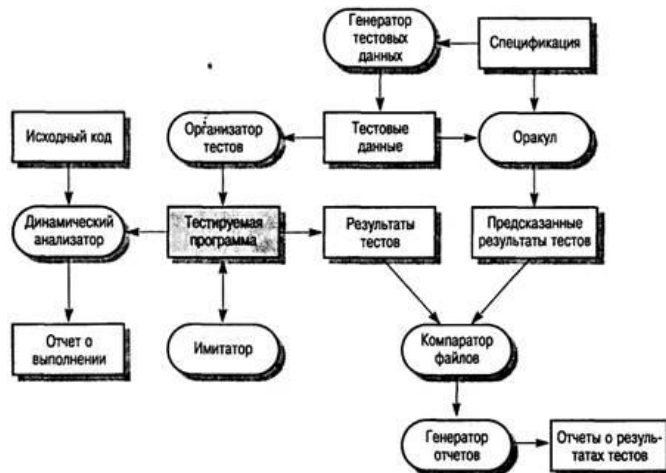 Генератор
тестовых
данных
Спецификация
Исходный код
Организатор
тестов
Тестовые
данные
Оракул
Динамический
анализатор
Тестируемая
программа
Результаты
тестов
Предсказанные
результаты тестов
Отчет о
выполнении
Имитатор
Компаратор
файлов
Генератор
отчетов
Отчеты о резуль-
татах тестов